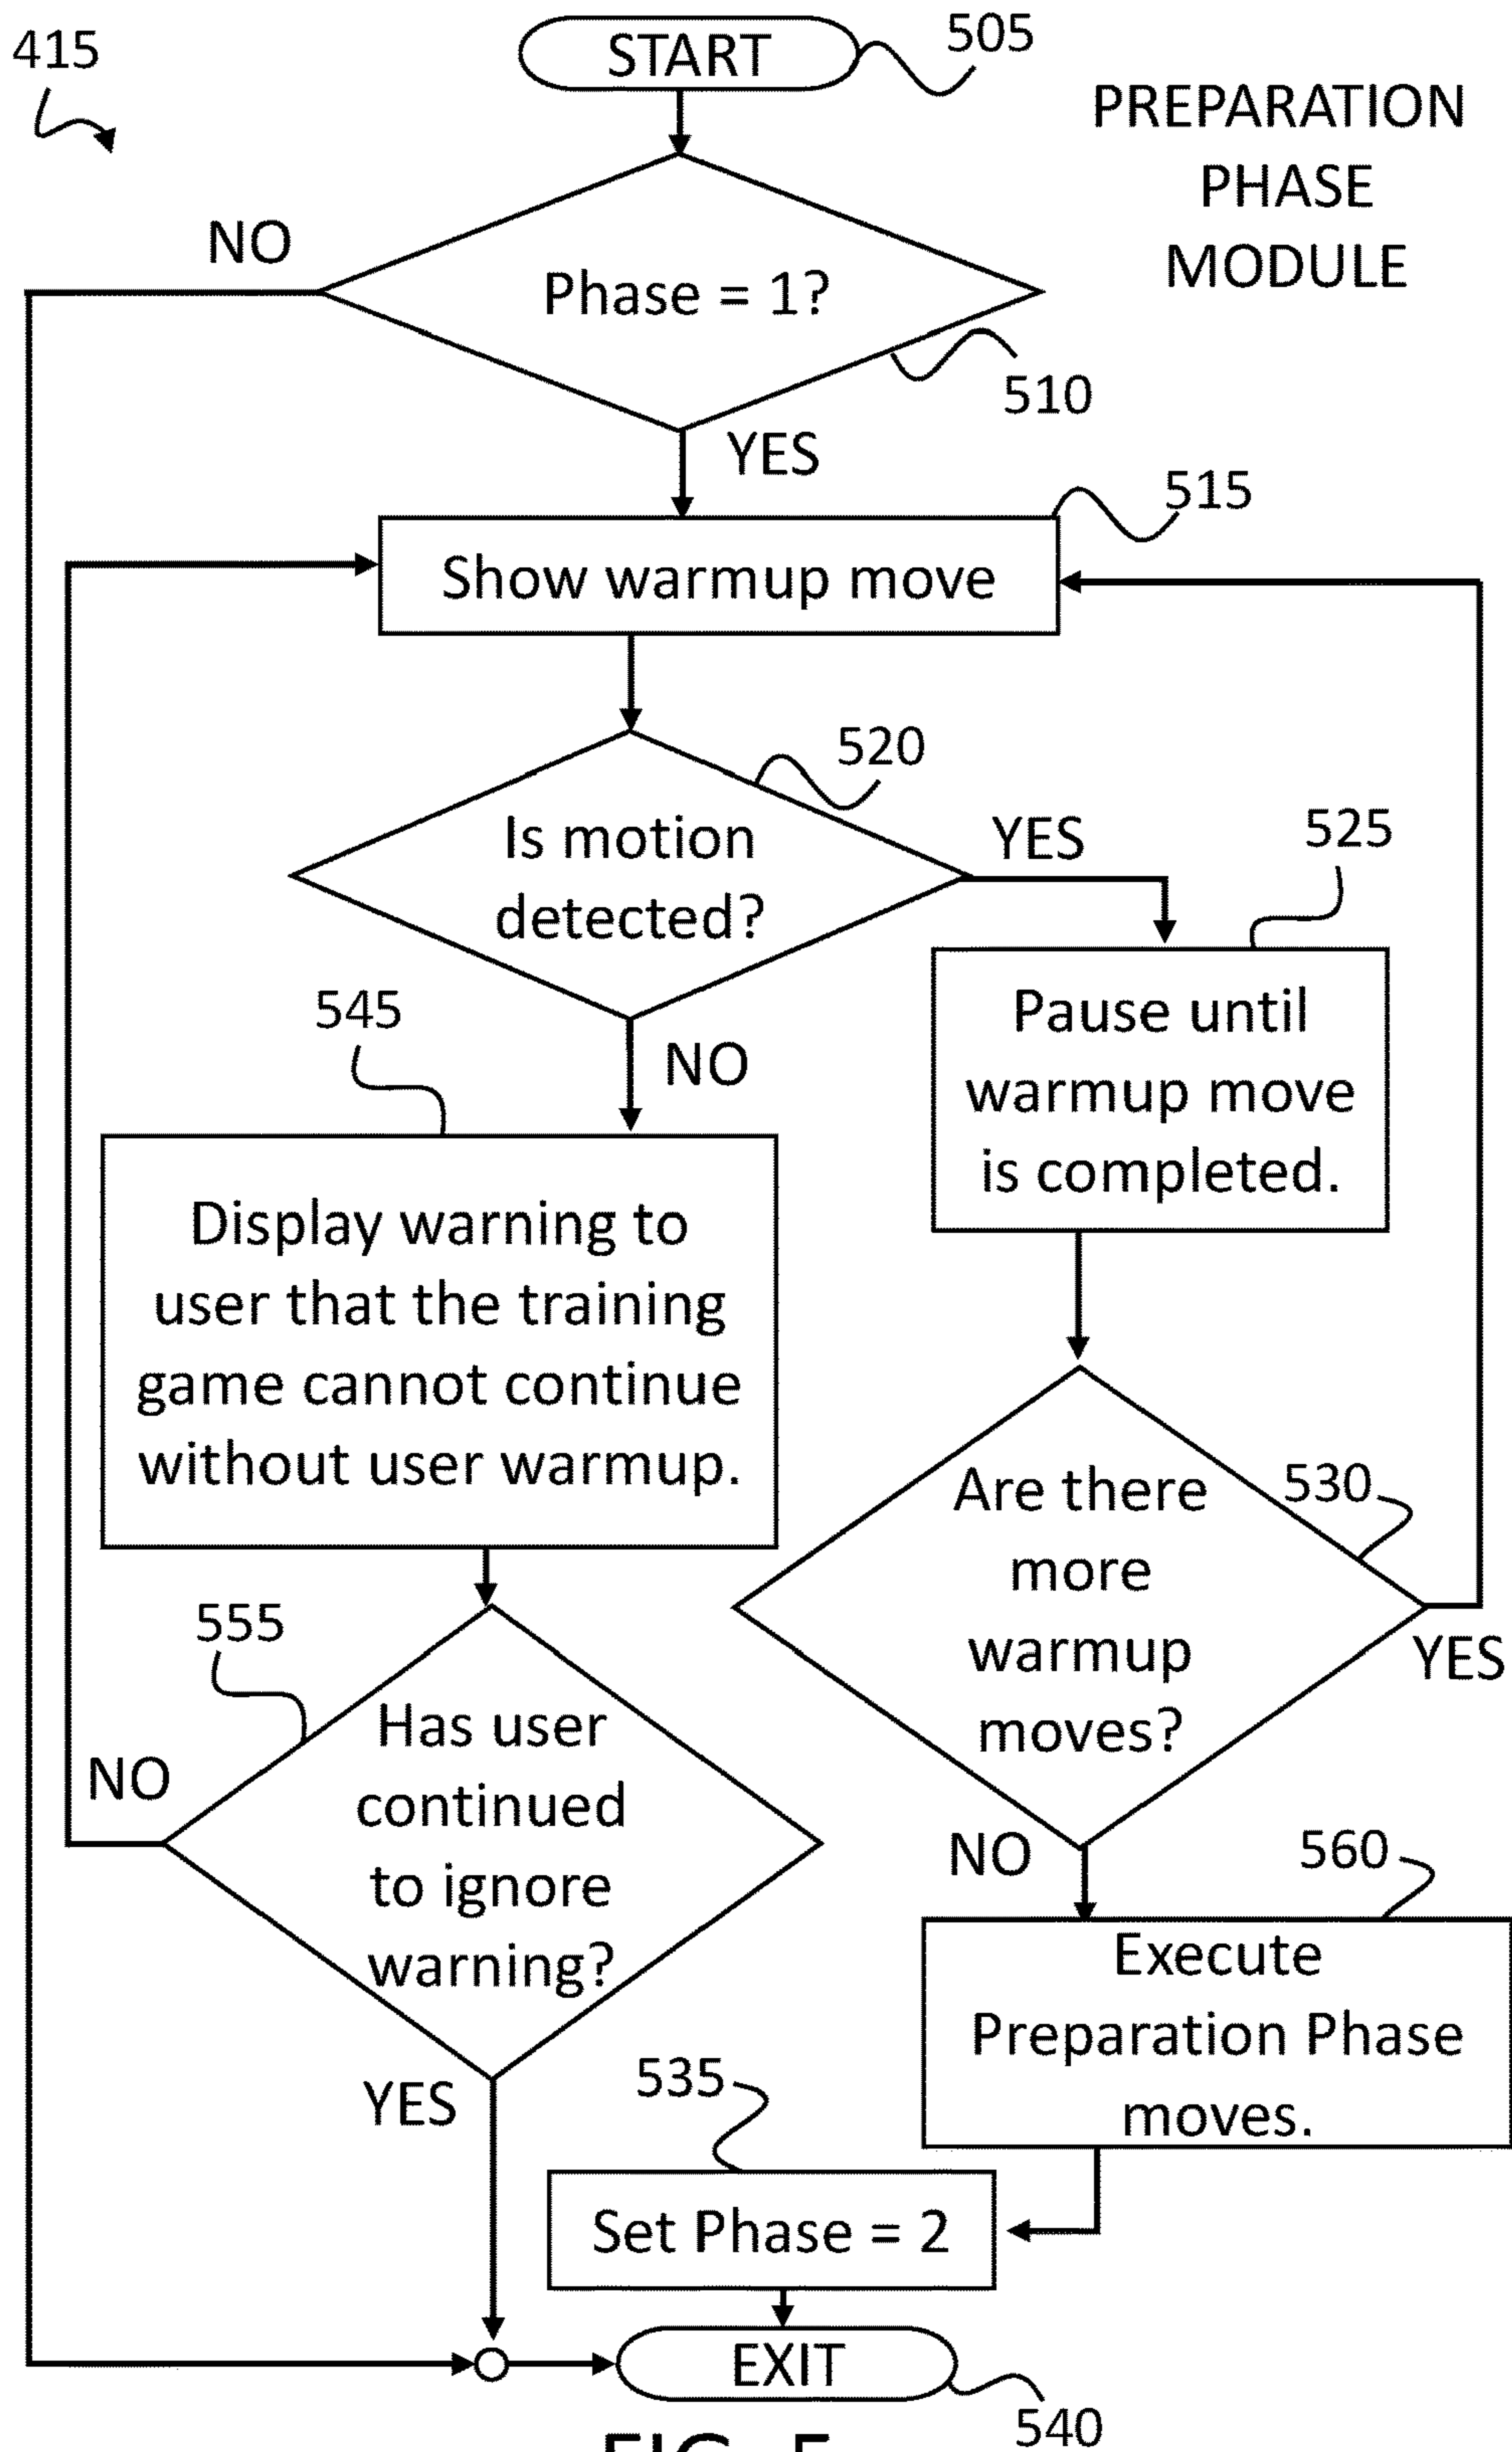 415
START
505
PREPARATION
PHASE
MODULE
NO
Phase = 1?
510
YES
515
Show warmup move
520
Is motion
detected?
YES
525
Pause until
warmup move
is completed.
545
NO
Display warning to
user that the training
game cannot continue
without user warmup.
530
Are there
more
warmup
moves?
YES
555
Has user
continued
to ignore
warning?
NO
NO
560
Execute
Preparation Phase
moves.
YES
535
Set Phase = 2
EXIT
540